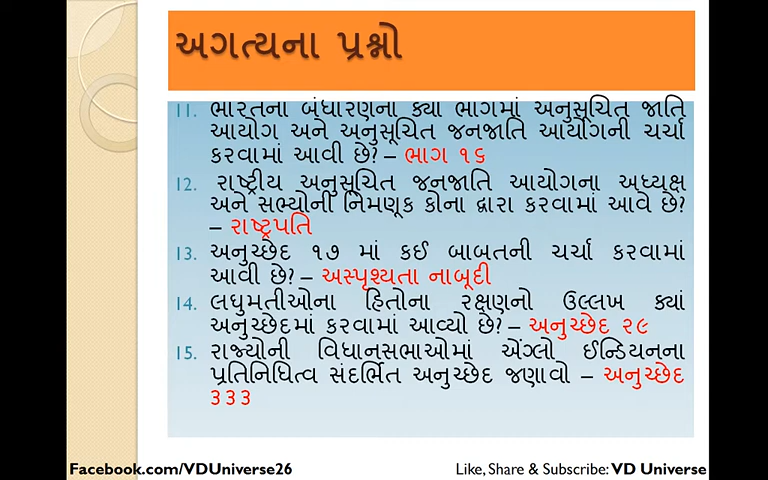 અગત્યના પ્રશ્નો
11. ભારતના બંધારણના ક્યા ભાગમાં અનુસૂચિત જાતિ
આયોગ અને અનુસૂચિત જનજાતિ આયોગની ચર્ચા
કરવામાં આવી છે? – ભાગ ૧૬
12. રાષ્ટ્રીય અનુસૂચિત જનજાતિ આયોગના અધ્યક્ષ
અને સભ્યોની નિમણૂક કોના દ્વારા કરવામાં આવે છે?
– રાષ્ટ્રપતિ
13. અનુચ્છેદ ૧૭ માં કઈ બાબતની ચર્ચા કરવામાં
આવી છે? – અસ્પૃશ્યતા નાબૂદી
14. લઘુમતીઓના હિતોના રક્ષણનો ઉલ્લખ ક્યાં
અનુચ્છેદમાં કરવામાં આવ્યો છે? – અનુચ્છેદ ૨૯
15. રાજ્યોની વિધાનસભાઓમાં એંગ્લો ઈન્ડિયનના
પ્રતિનિધિત્વ સંદર્ભિત અનુચ્છેદ જણાવો – અનુચ્છેદ
૩૩૩
Facebook.com/VDUniverse26
Like, Share & Subscribe: VD Universe